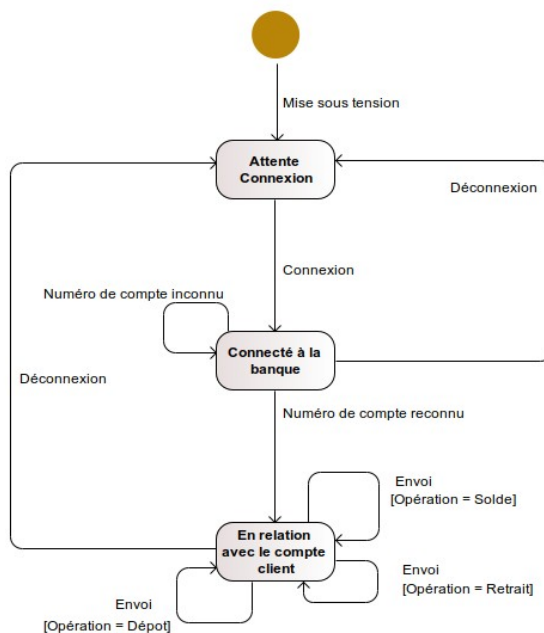 Mise sous tension
Attente
Connexion
Déconnexion
Connexion
Numéro de compte inconnu
Connecté à la
banque
Déconnexion
Numéro de compte reconnu
Envoi
[Opération = Solde]
En relation
avec le compte
client
Envoi
[Opération = Retrait]
Envoi
[Opération = Dépot]